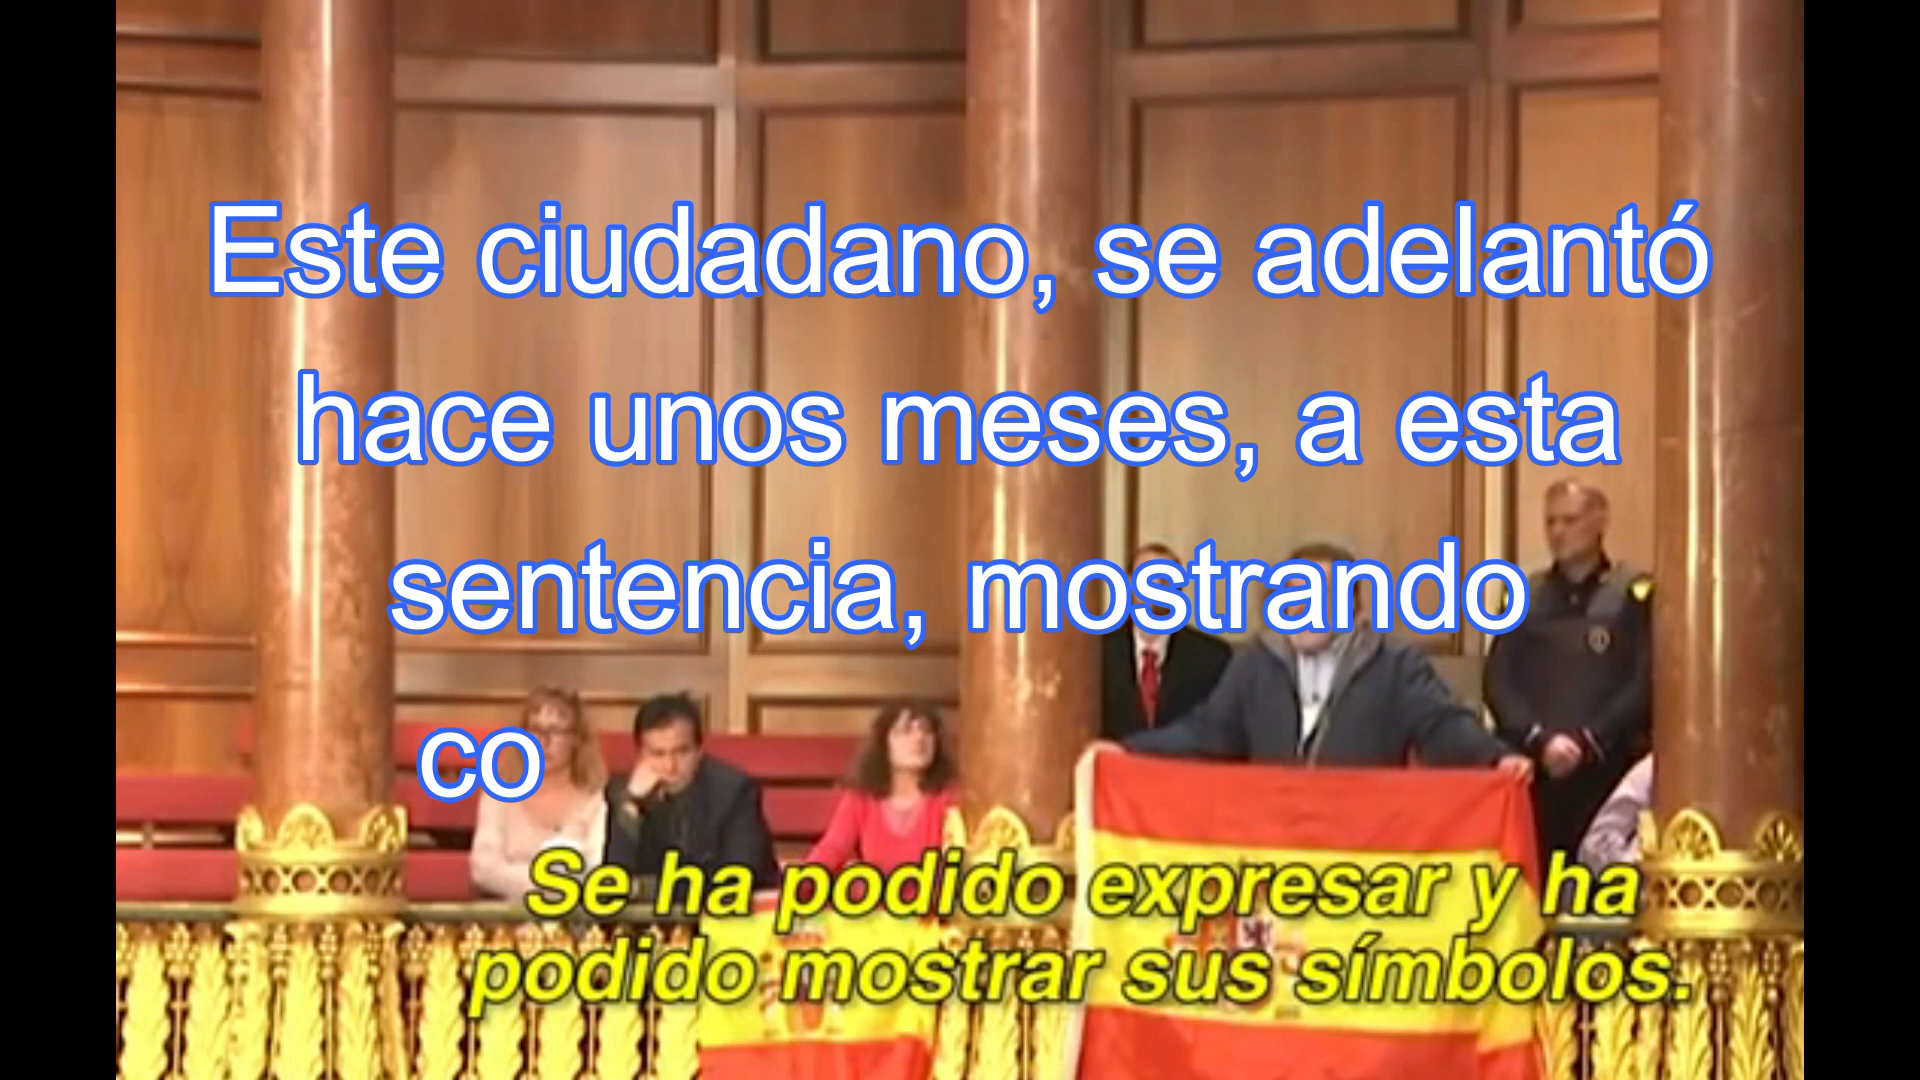 Este ciudadano, se adelantó
hace unos meses, a esta
sentencia, mostrando
co
Se ha podido expresar y ha
podido mostrar sus símbolos.